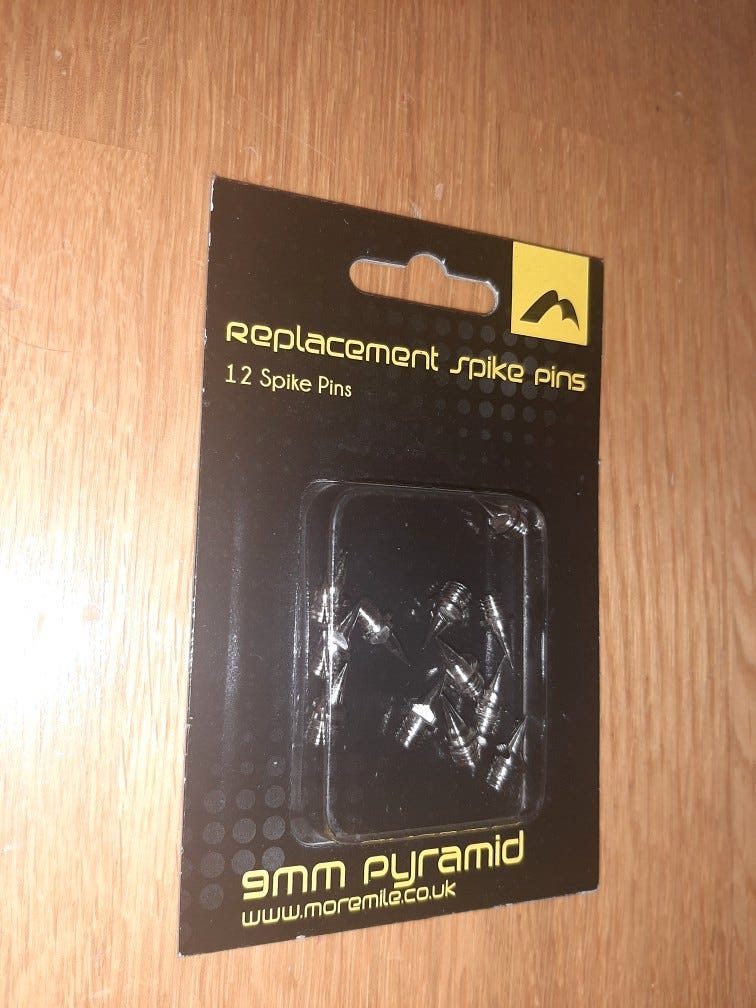 Replacement spike pins
12 Spike Pins
9mm pyramid
www.moremile.co.uk